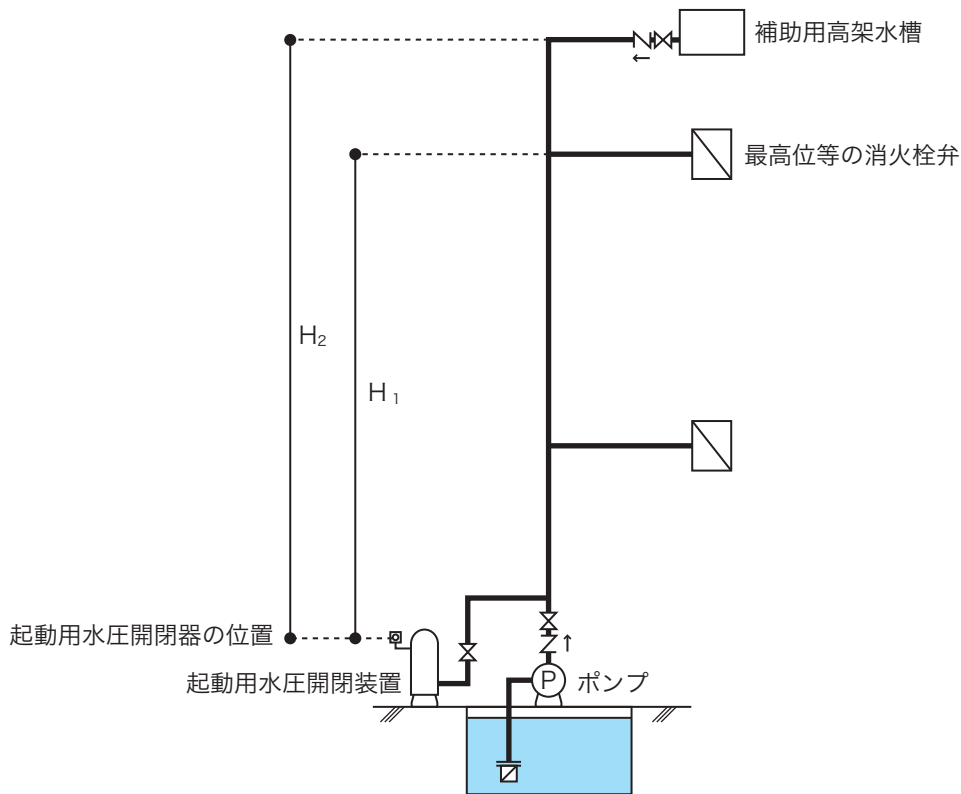 補助用高架水槽
最高位等の消火栓弁
H₂
H₁
起動用水圧開閉器の位置
起動用水圧開閉装置
P
ポンプ